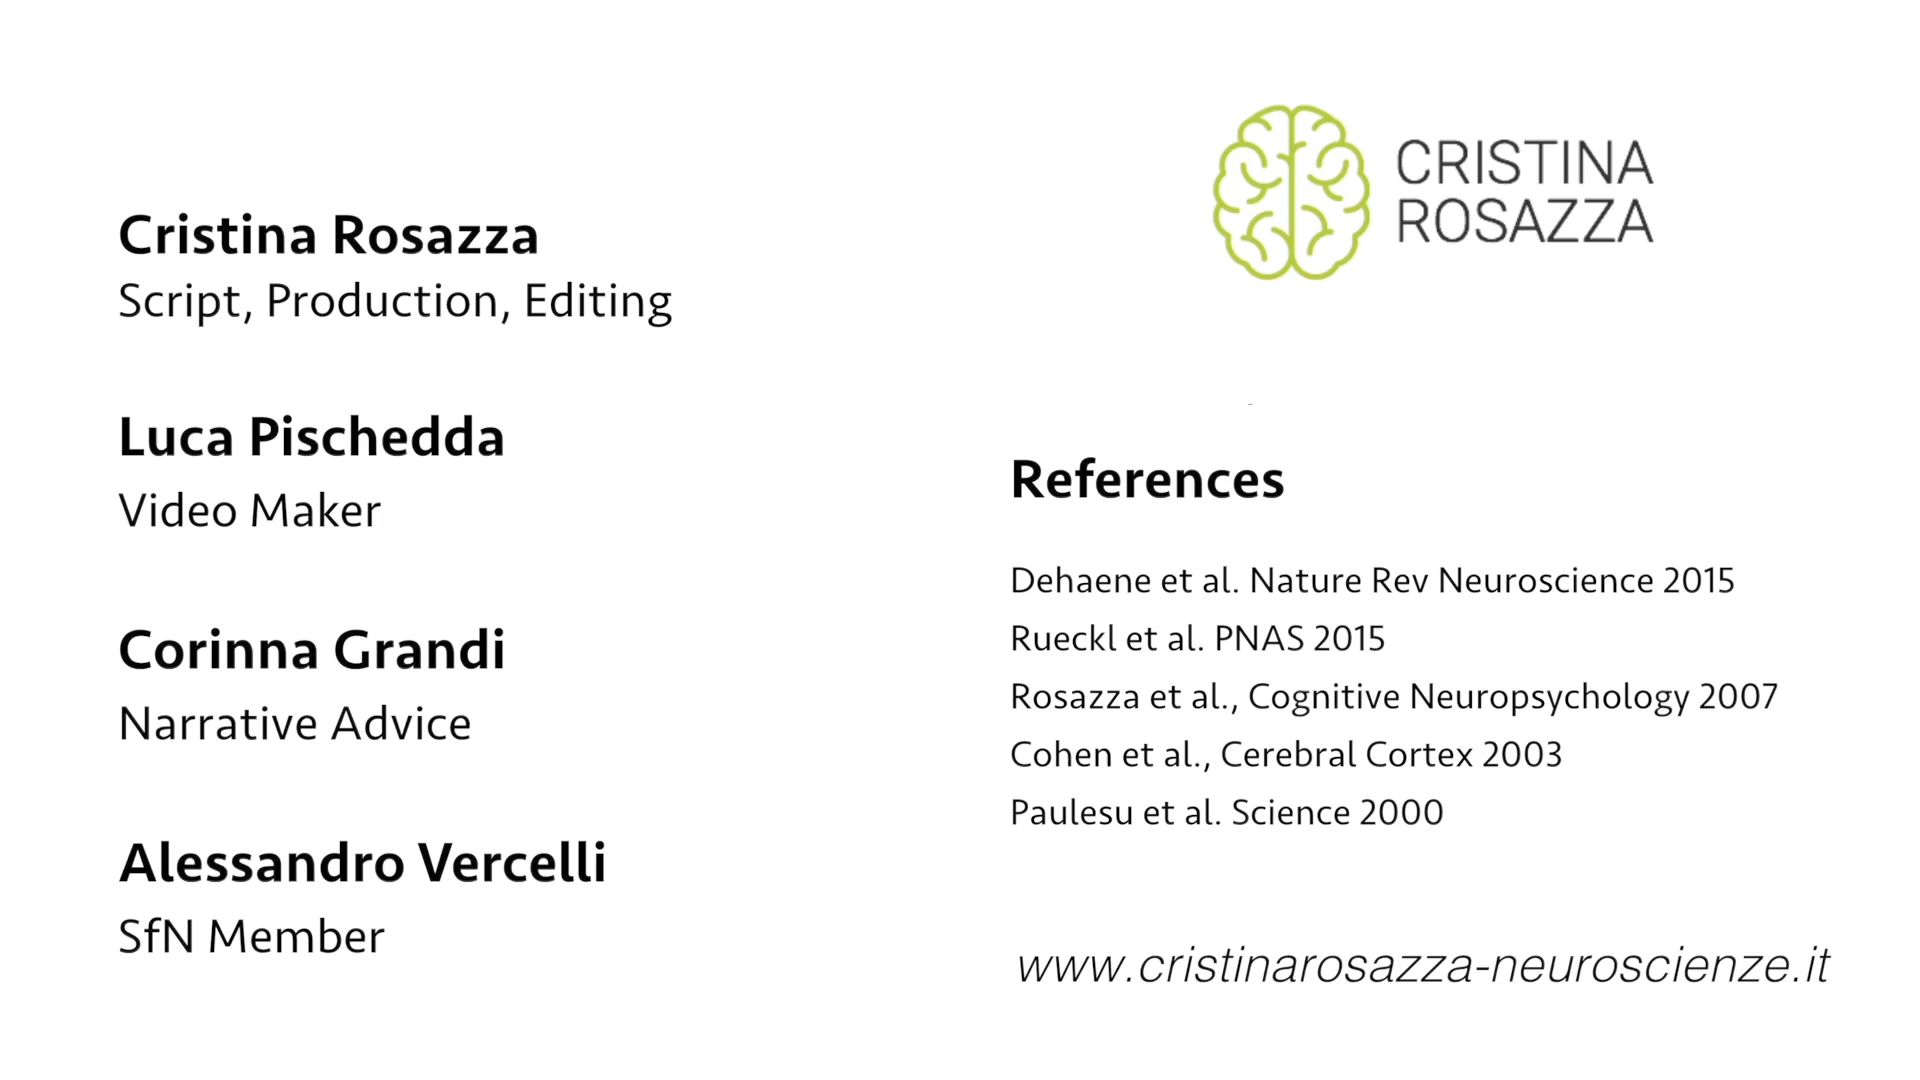 Cristina Rosazza
Script, Production, Editing
Luca Pischedda
Video Maker
Corinna Grandi
Narrative Advice
Alessandro Vercelli
SfN Member
CRISTINA
ROSAZZA
References
Dehaene et al. Nature Rev Neuroscience 2015
Rueckl et al. PNAS 2015
Rosazza et al., Cognitive Neuropsychology 2007
Cohen et al., Cerebral Cortex 2003
Paulesu et al. Science 2000
www.cristinarosazza-neuroscienze.it